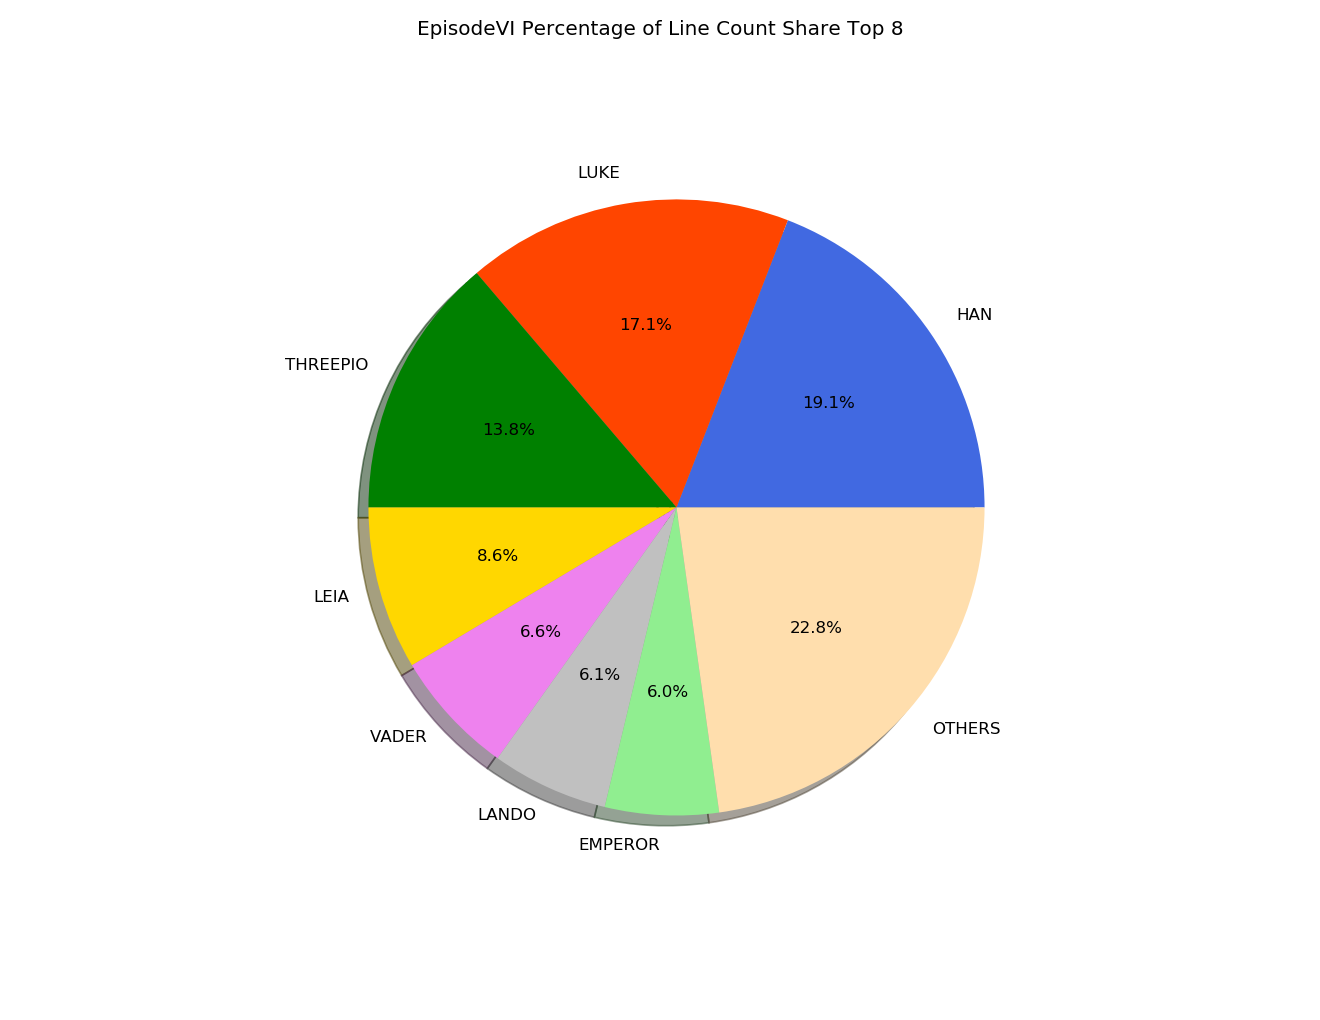 EpisodeVI Percentage of Line Count Share Top 8
LUKE
HAN
17.1%
THREEPIO
19.1%
13.8%
8.6%
LEIA
22.8%
6.6%
6.1%
6.0%
OTHERS
VADER
LANDO
EMPEROR